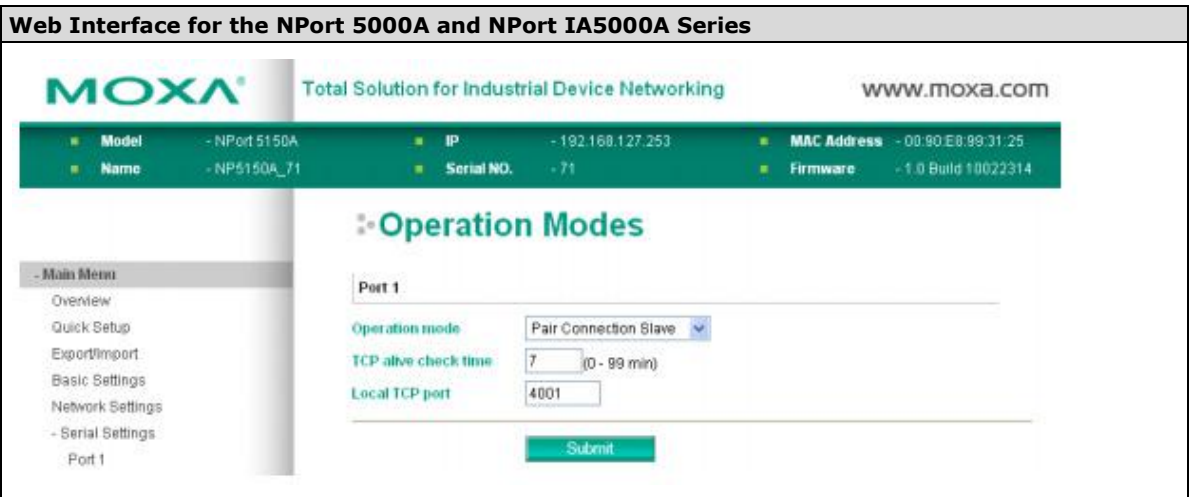 Web Interface for the NPort 5000A and NPort IA5000A Series
MOXA® Total Solution for Industrial Device Networking www.moxa.com
Model - NPort 5150A IP - 192.168.127.253 MAC Address - 00:90:E8:99:31:25
Name - NP5150A_71 Serial NO. - 71 Firmware - 1.0 Build 10022314
Operation Modes
- Main Menu
Overview
Quick Setup
Export/Import
Basic Settings
Network Settings
- Serial Settings
Port 1
Port 1
Operation mode Pair Connection Slave
TCP alive check time 7 (0 - 99 min)
Local TCP port 4001
Submit